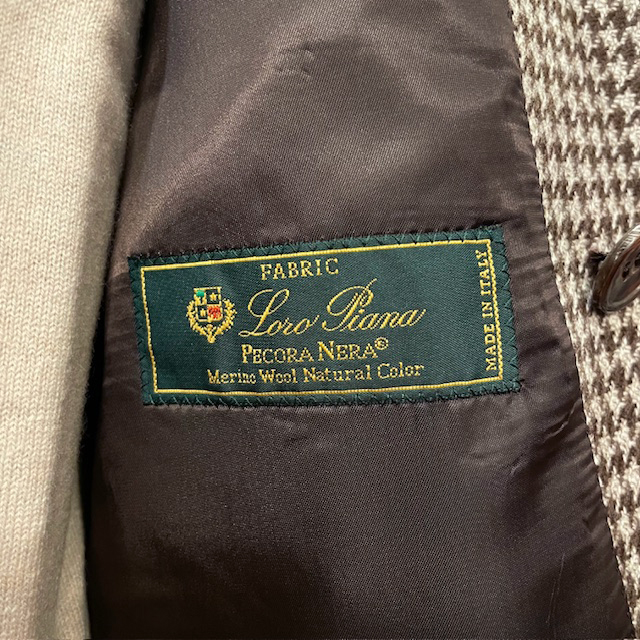 FABRIC
Loro Piana
PECORA NERA®
Merino Wool Natural Color
MADE IN ITALY